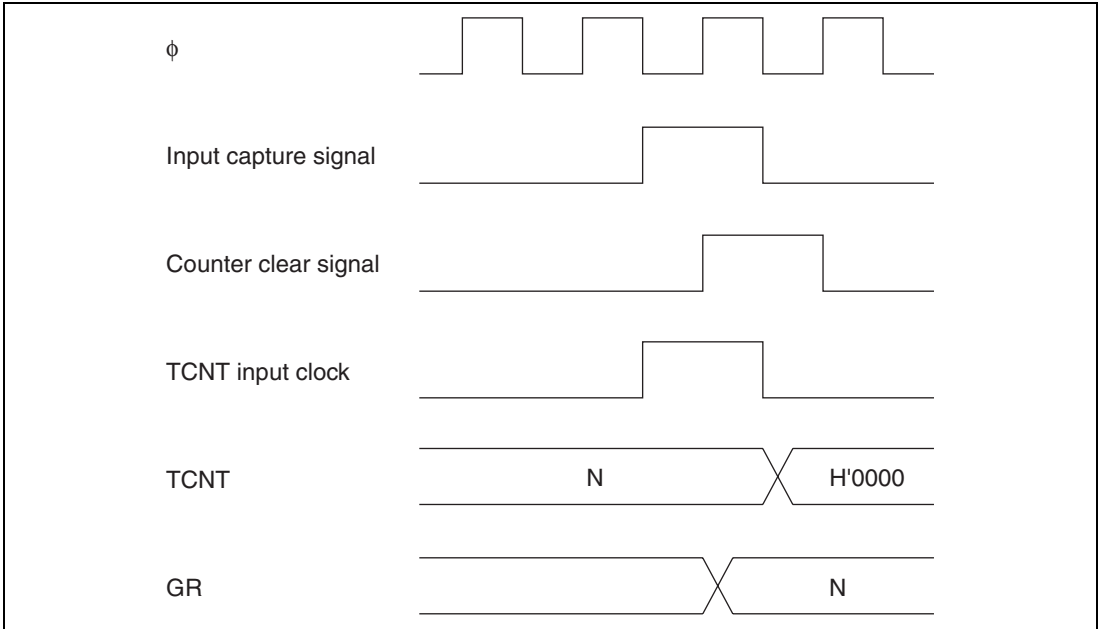 ϕ
Input capture signal
Counter clear signal
TCNT input clock
TCNT
N
H'0000
GR
N